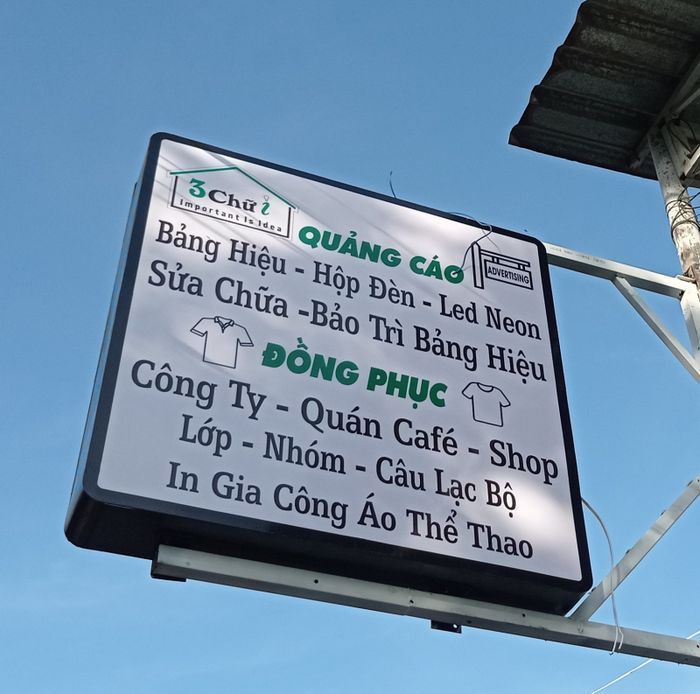 3Chữ i
important is Idea
QUẢNG CÁO
ADVERTISING
Bảng Hiệu - Hộp Đèn - Led Neon
Sửa Chữa -Bảo Trì Bảng Hiệu
ĐỒNG PHỤC
Công Ty - Quán Café - Shop
Lớp - Nhóm - Câu Lạc Bộ
In Gia Công Áo Thể Thao